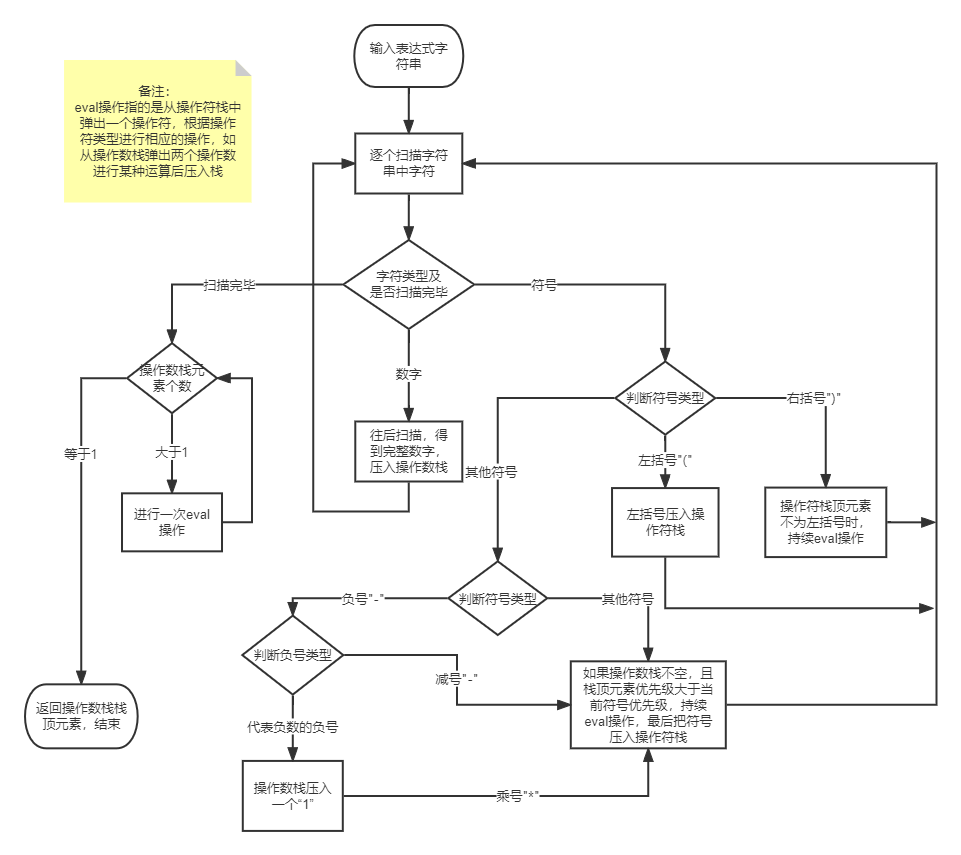 输入表达式字
符串
备注:
eval操作指的是从操作符栈中
弹出一个操作符，根据操作
符类型进行相应的操作，如
从操作数栈弹出两个操作数
进行某种运算后压入栈
逐个扫描字符
串中字符
字符类型及
是否扫描完毕
扫描完毕
符号
数字
操作数栈元
素个数
判断符号类型
右括号")"
等于1
大于1
往后扫描，得
到完整数字，
压入操作数栈
其他符号
左括号"("
进行一次eval
操作
左括号压入操
作符栈
操作符栈顶元素
不为左括号时，
持续eval操作
负号"-"
判断符号类型
其他符号
判断负号类型
减号"-"
如果操作数栈不空，且
栈顶元素优先级大于当
前符号优先级，持续
eval操作，最后把符号
压入操作符栈
返回操作数栈栈
顶元素，结束
代表负数的负号
操作数栈压入
一个“1”
乘号"*"